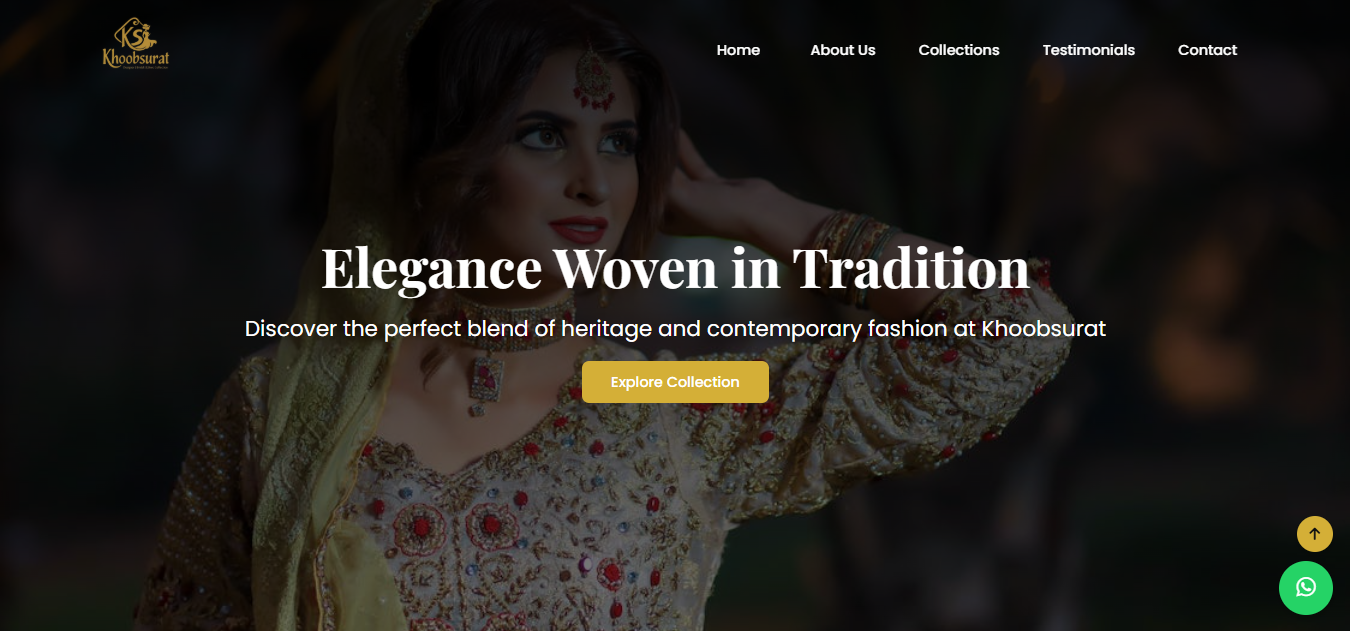 KS
Khoobsurat
Home
About Us
Collections
Testimonials
Contact
Elegance Woven in Tradition
Discover the perfect blend of heritage and contemporary fashion at Khoobsurat
Explore Collection